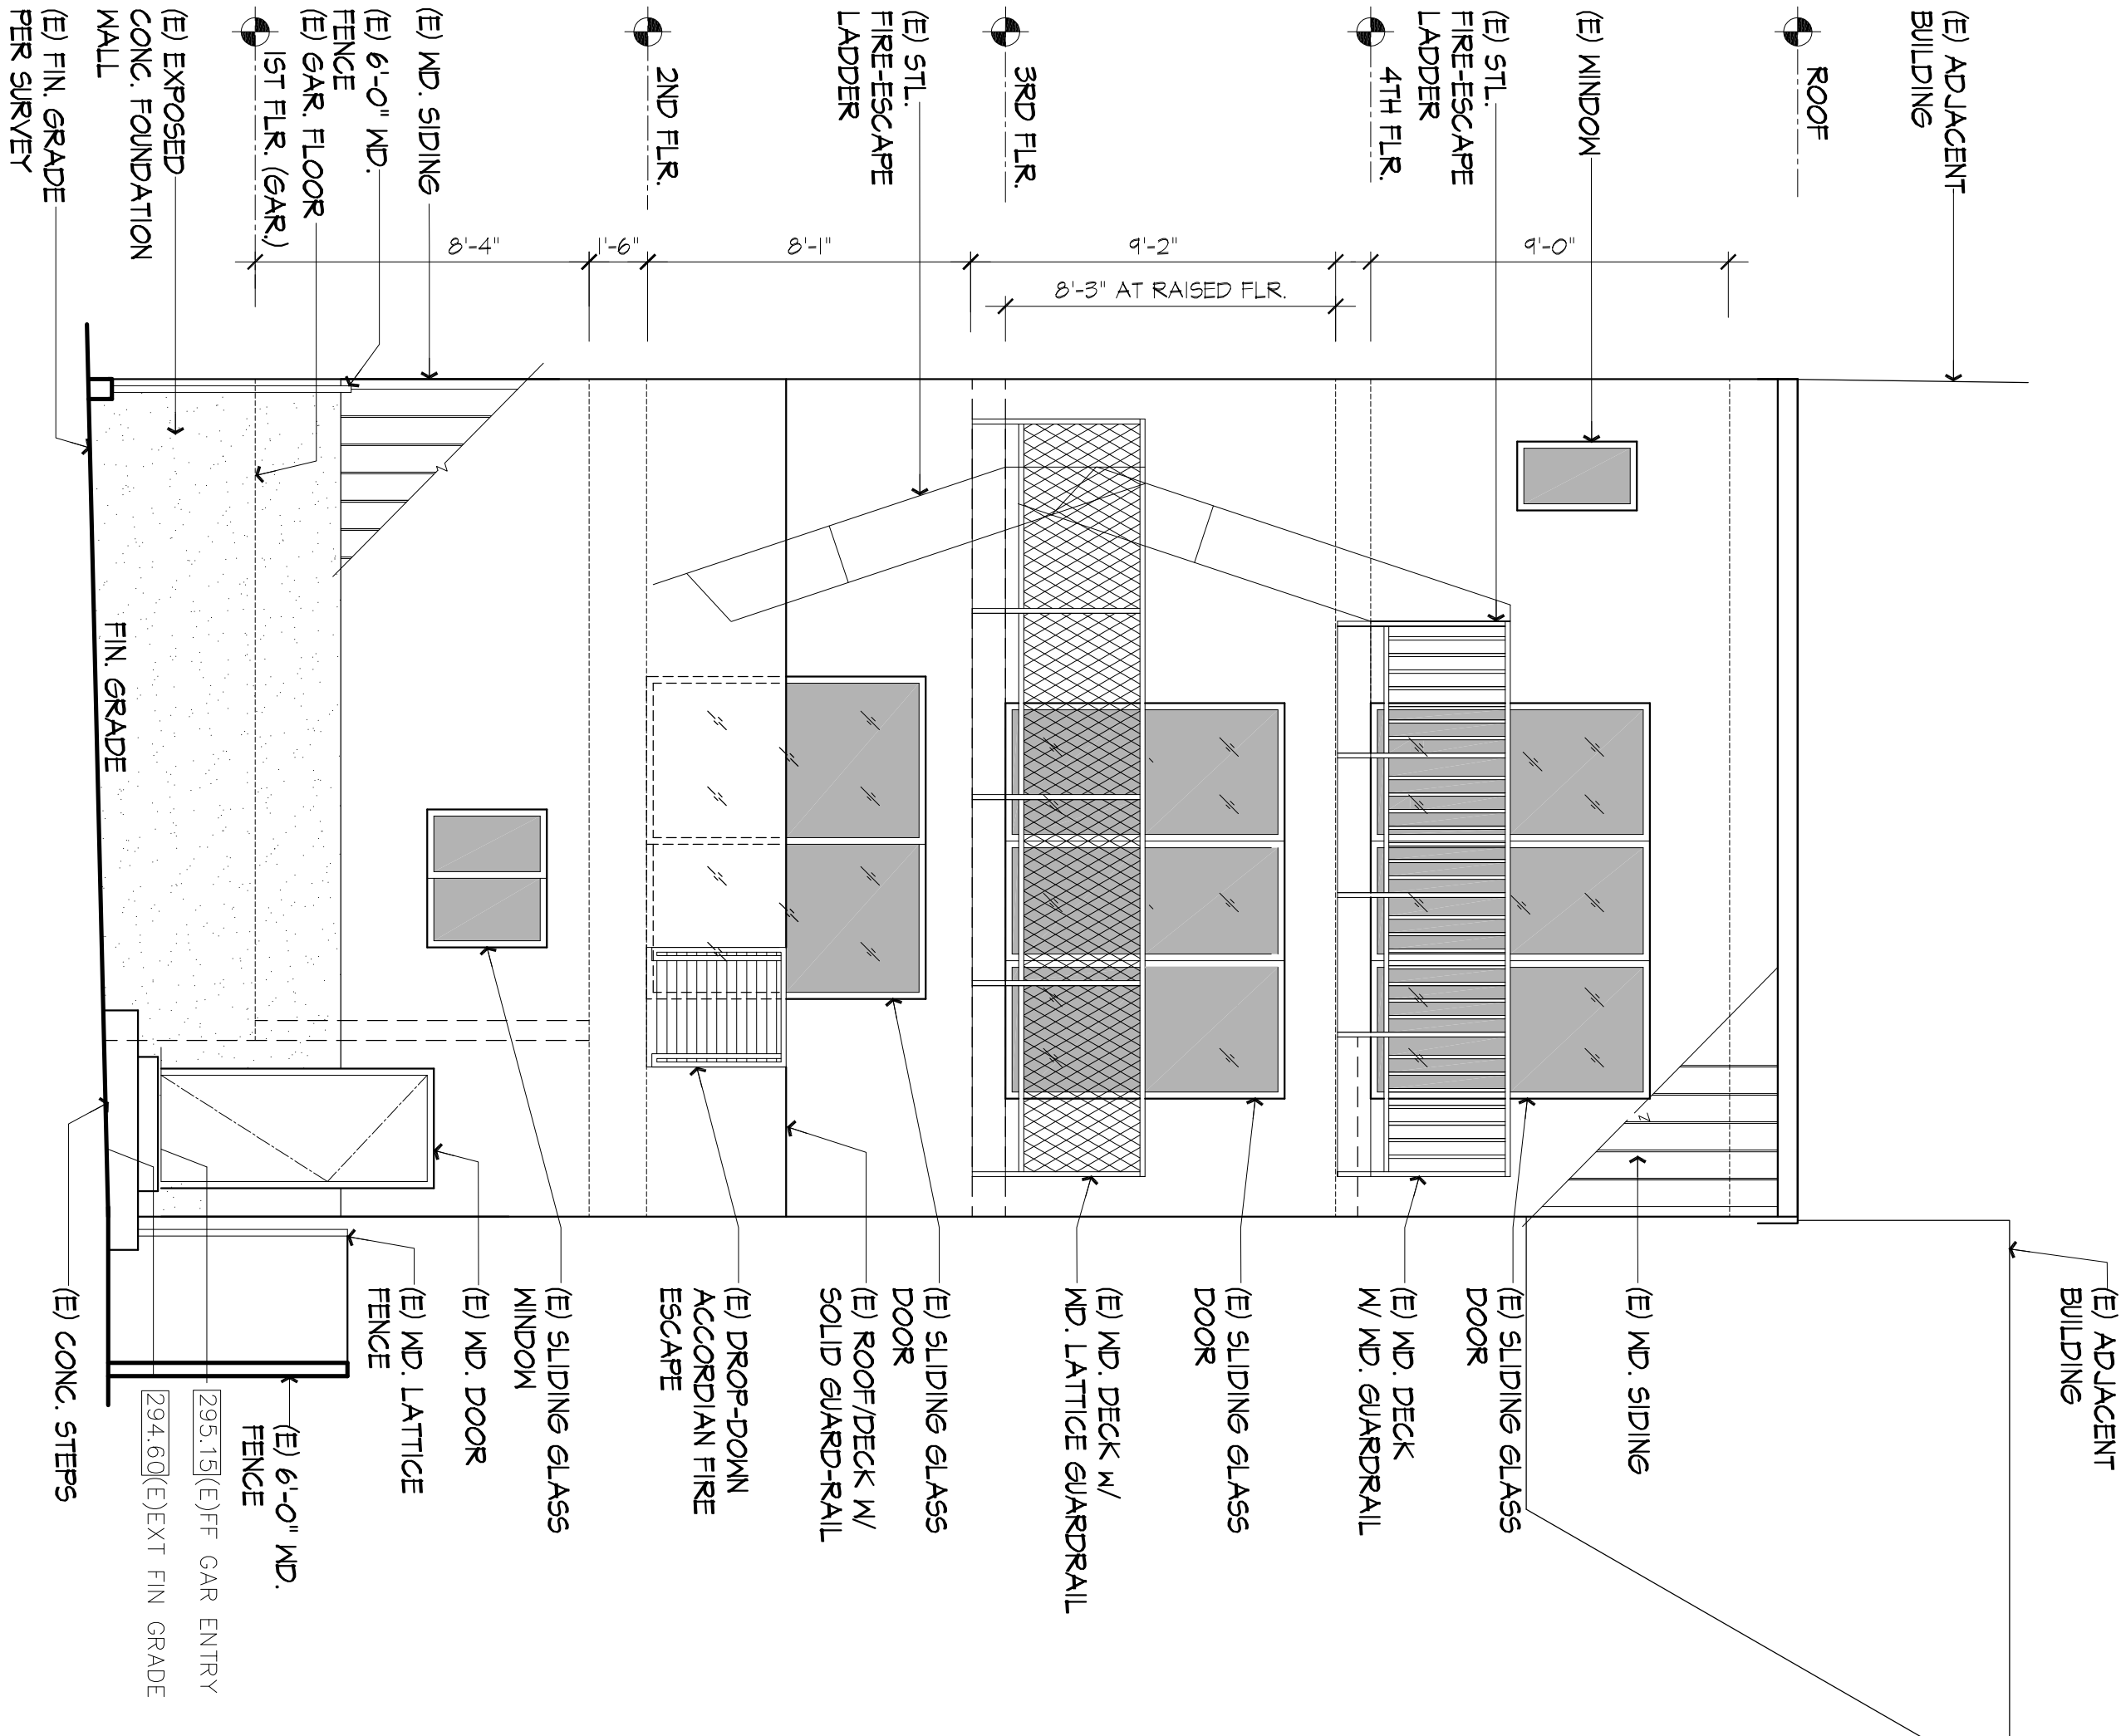 (E) ADJACENT
BUILDING
ROOF
(E) WINDOW
(E) STL.
FIRE-ESCAPE
LADDER
4TH FLR.
3RD FLR.
(E) STL.
FIRE-ESCAPE
LADDER
2ND FLR.
(E) WD. SIDING
(E) 6'-0" WD.
FENCE
(E) GAR. FLOOR
1ST FLR. (GAR.)
(E) EXPOSED
CONC. FOUNDATION
WALL
(E) FIN. GRADE
PER SURVEY
9'-0"
9'-2"
8'-3" AT RAISED FLR.
8'-1"
1'-6"
8'-4"
FIN. GRADE
(E) ADJACENT
BUILDING
(E) WD. SIDING
(E) SLIDING GLASS
DOOR
(E) WD. DECK
W/ WD. GUARDRAIL
(E) SLIDING GLASS
DOOR
(E) WD. DECK W/
WD. LATTICE GUARDRAIL
(E) SLIDING GLASS
DOOR
(E) ROOF/DECK W/
SOLID GUARD-RAIL
(E) DROP-DOWN
ACCORDIAN FIRE
ESCAPE
(E) SLIDING GLASS
WINDOW
(E) WD. DOOR
(E) WD. LATTICE
FENCE
(E) 6'-0" WD.
FENCE
295.15 (E)FF GAR ENTRY
294.60 (E)EXT FIN GRADE
(E) CONC. STEPS